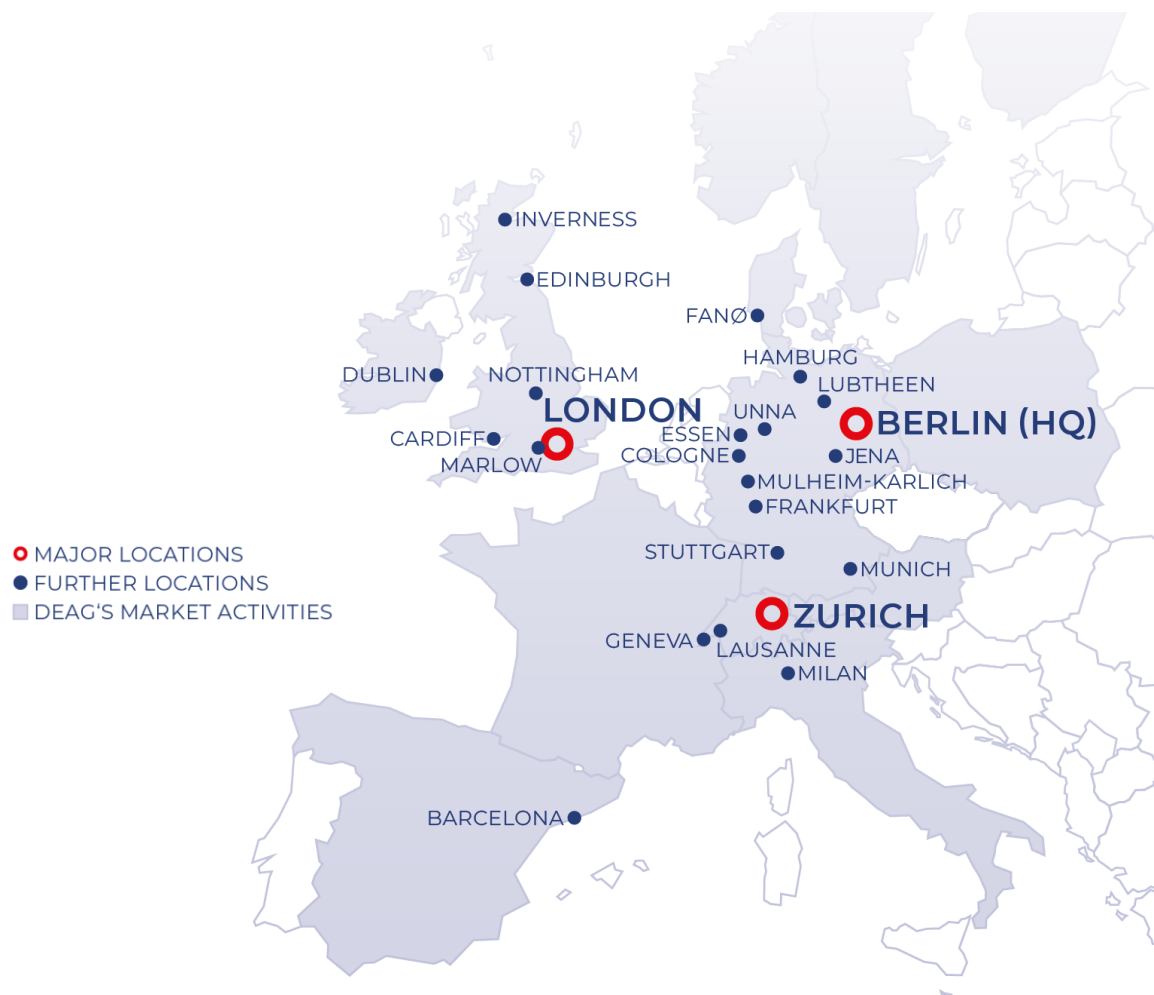 INVERNESS
EDINBURGH
FANØ
HAMBURG
DUBLIN
NOTTINGHAM
LUBTHEEN
LONDON
UNNA
BERLIN (HQ)
CARDIFF
ESSEN
MARLOW
COLOGNE
JENA
MULHEIM-KARLICH
FRANKFURT
STUTTGART
MUNICH
MAJOR LOCATIONS
FURTHER LOCATIONS
DEAG'S MARKET ACTIVITIES
ZURICH
GENEVA
LAUSANNE
MILAN
BARCELONA